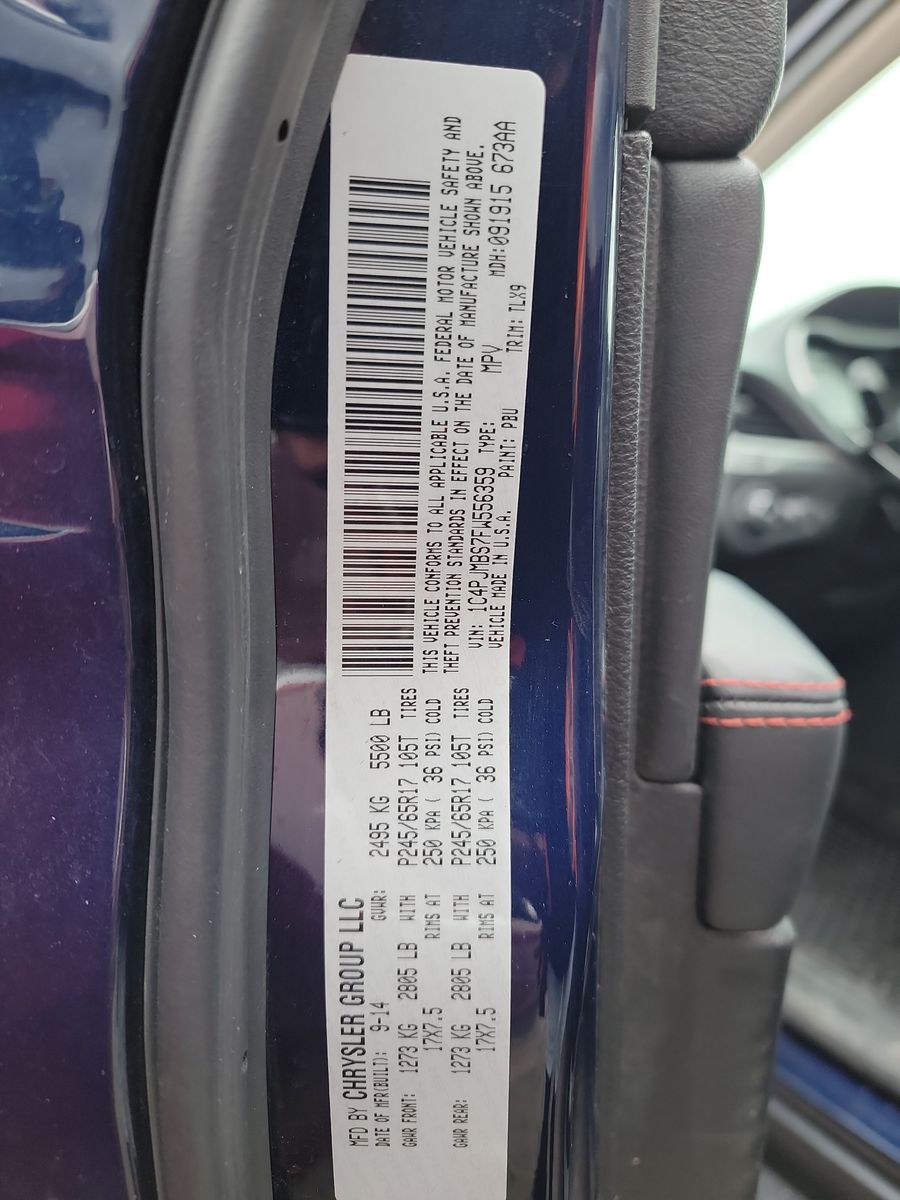 MFD BY CHRYSLER GROUP LLC
DATE OF MFR(BUILT): 9-14 GVWR: 2495 KG 5500 LB
GAWR FRONT: 1273 KG 2805 LB WITH P245/65R17 105T TIRES
17X7.5 RIMS AT 250 KPA ( 36 PSI) COLD
GAWR REAR: 1273 KG 2805 LB WITH P245/65R17 105T TIRES
17X7.5 RIMS AT 250 KPA ( 36 PSI) COLD
THIS VEHICLE CONFORMS TO ALL APPLICABLE U.S.A. FEDERAL MOTOR VEHICLE SAFETY AND
THEFT PREVENTION STANDARDS IN EFFECT ON THE DATE OF MANUFACTURE SHOWN ABOVE.
VIN: 1C4PJMBS7FW556359 TYPE: MPV MDH:091915 673AA
VEHICLE MADE IN U.S.A. PAINT: PBU TRIM: TLX9